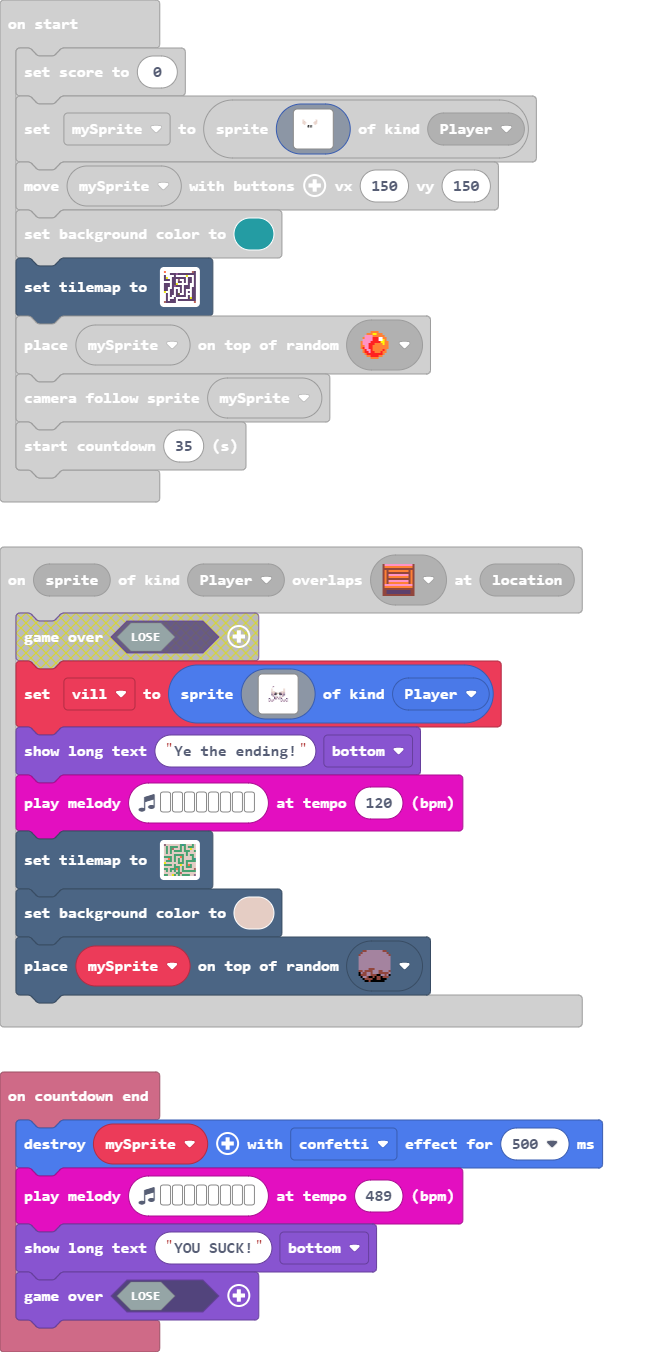 on start
set score to 0
set mySprite to sprite of kind Player
move mySprite with buttons vx 150 vy 150
set background color to
set tilemap to
place mySprite on top of random
camera follow sprite mySprite
start countdown 35 (s)
on sprite of kind Player overlaps at location
game over LOSE
set vill to sprite of kind Player
show long text "Ye the ending!" bottom
play melody at tempo 120 (bpm)
set tilemap to
set background color to
place mySprite on top of random
on countdown end
destroy mySprite with confetti effect for 500 ms
play melody at tempo 489 (bpm)
show long text "YOU SUCK!" bottom
game over LOSE